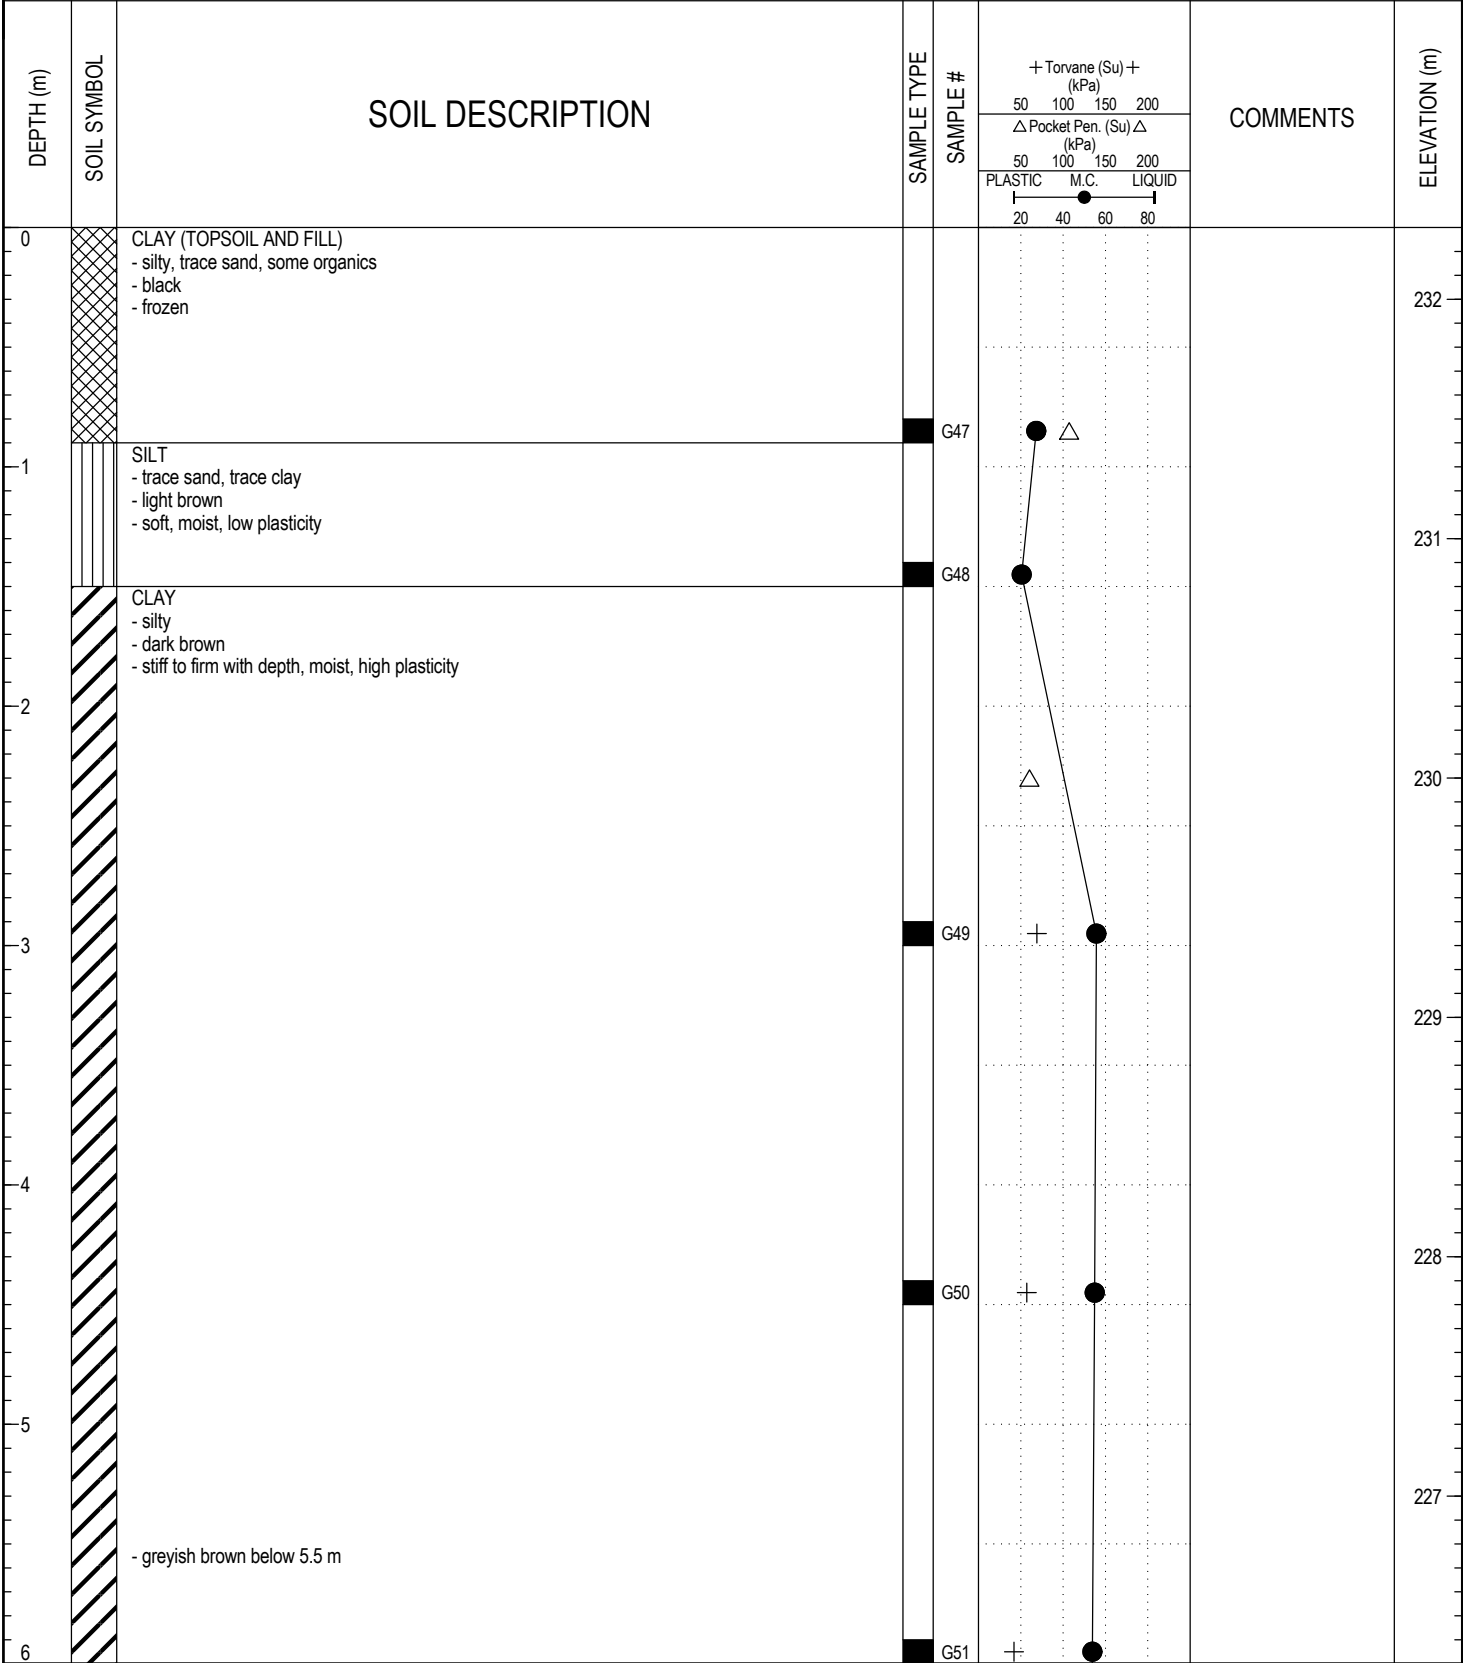 DEPTH (m)
SOIL SYMBOL
SOIL DESCRIPTION
SAMPLE TYPE
SAMPLE #
+ Torvane (Su) +
(kPa)
50 100 150 200
△ Pocket Pen. (Su) △
(kPa)
50 100 150 200
PLASTIC M.C. LIQUID
20 40 60 80
COMMENTS
ELEVATION (m)
0
CLAY (TOPSOIL AND FILL)
- silty, trace sand, some organics
- black
- frozen
232
G47
SILT
1
- trace sand, trace clay
- light brown
- soft, moist, low plasticity
231
G48
CLAY
- silty
- dark brown
- stiff to firm with depth, moist, high plasticity
2
230
G49
3
229
4
228
G50
5
227
- greyish brown below 5.5 m
6
G51